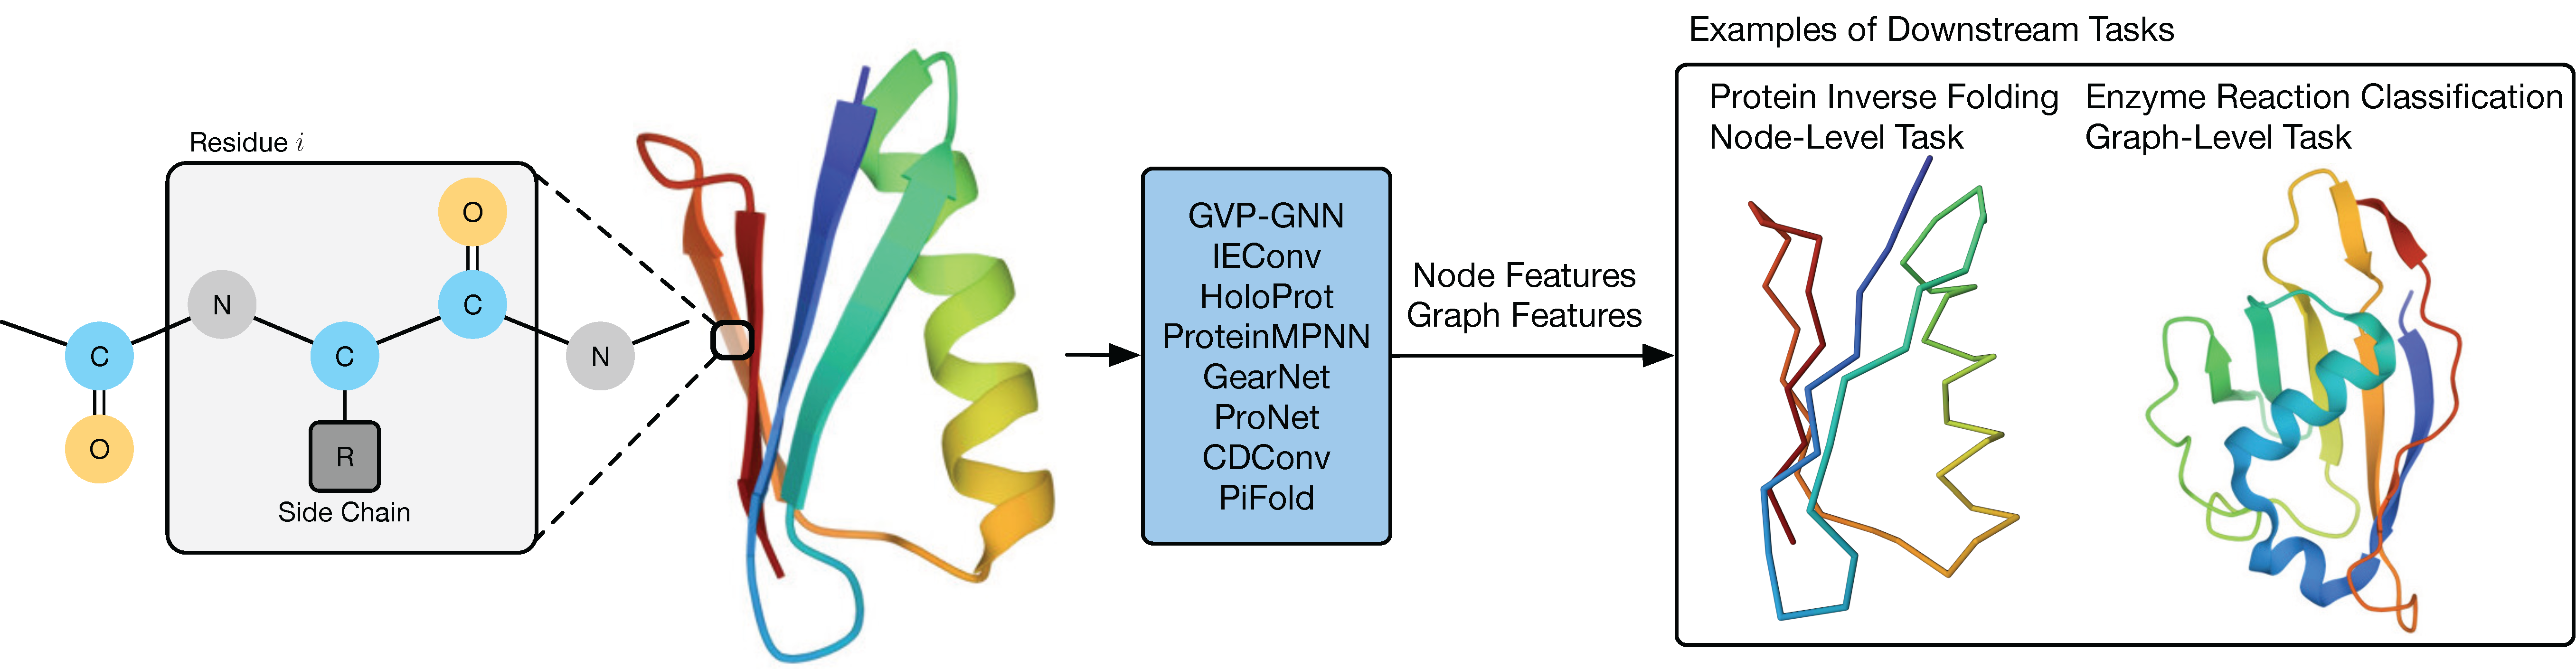 Examples of Downstream Tasks
Protein Inverse Folding
Node-Level Task
Enzyme Reaction Classification
Graph-Level Task
Residue i
O
N
C
C
C
N
O
R
Side Chain
GVP-GNN
IEConv
HoloProt
ProteinMPNN
GearNet
ProNet
CDConv
PiFold
Node Features
Graph Features